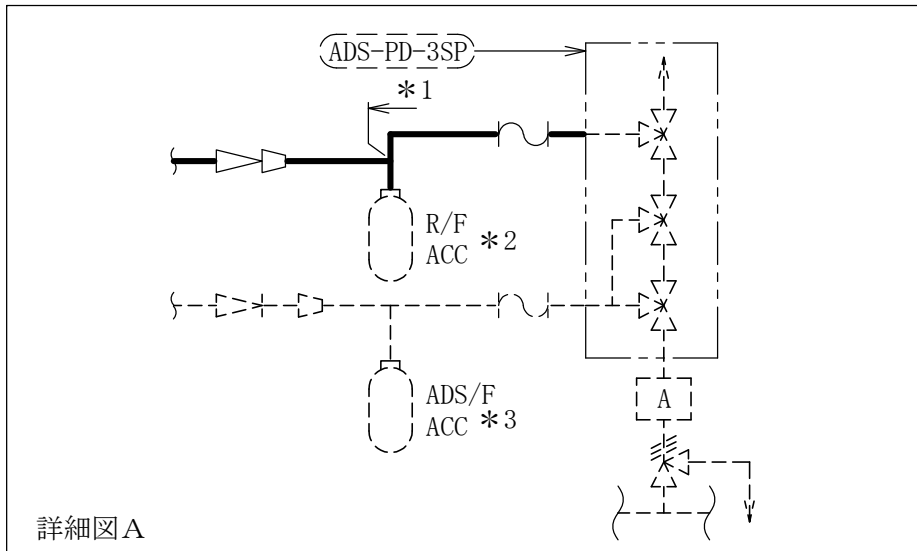 ADS-PD-3SP
*1
R/F
ACC *2
ADS/F
ACC *3
A
詳細図A